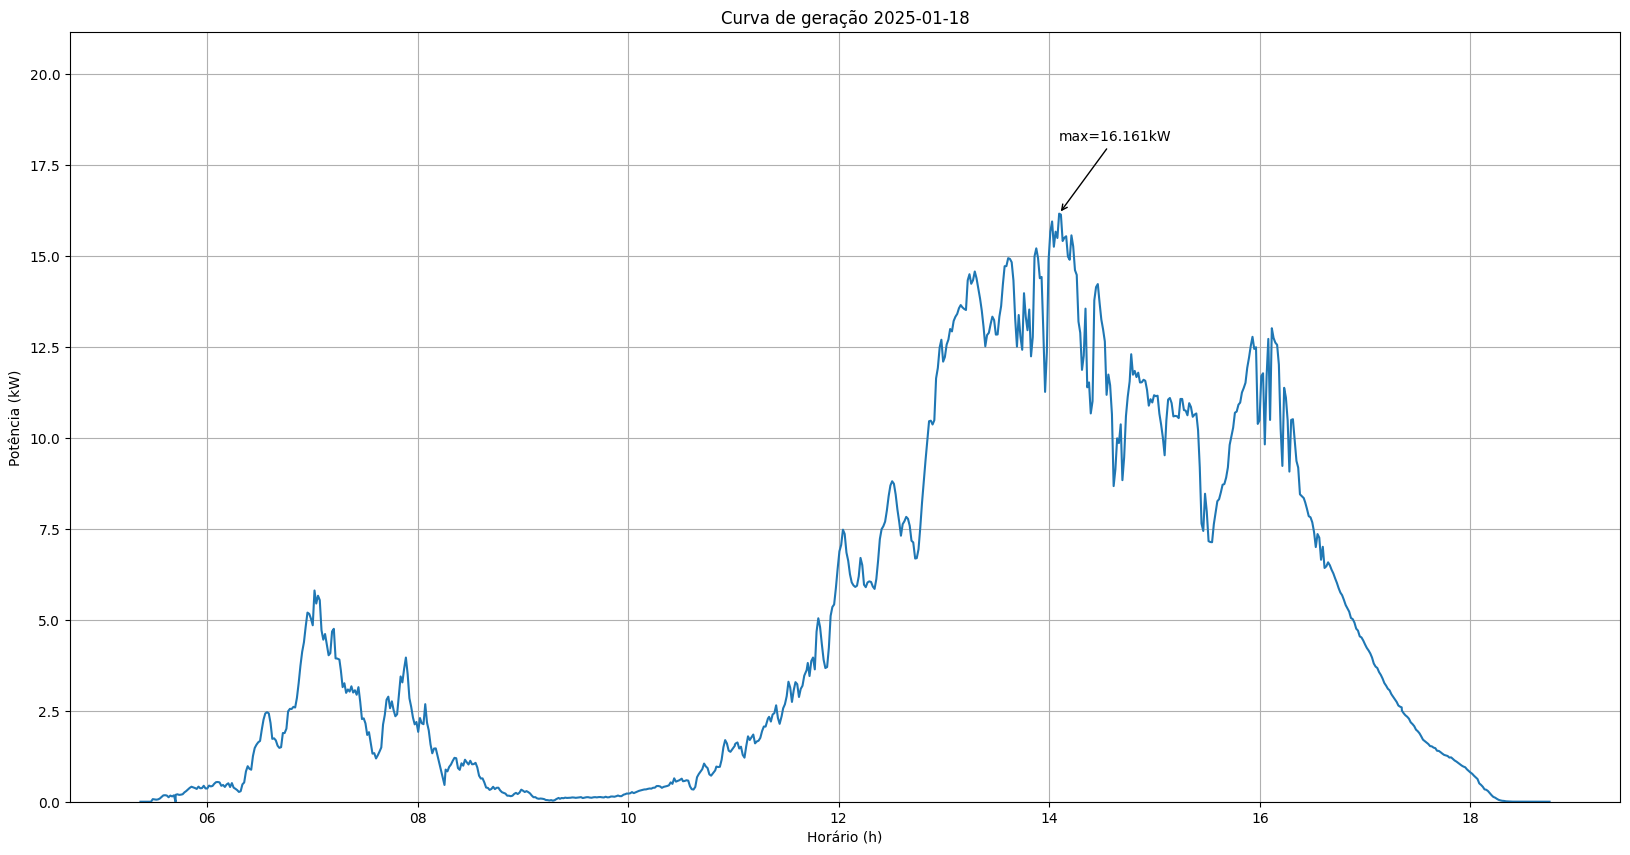 Curva de geração 2025-01-18
20.0
17.5
15.0
12.5
10.0
7.5
5.0
2.5
0.0
Potência (kW)
max=16.161kW
06 08 10 12 14 16 18
Horário (h)